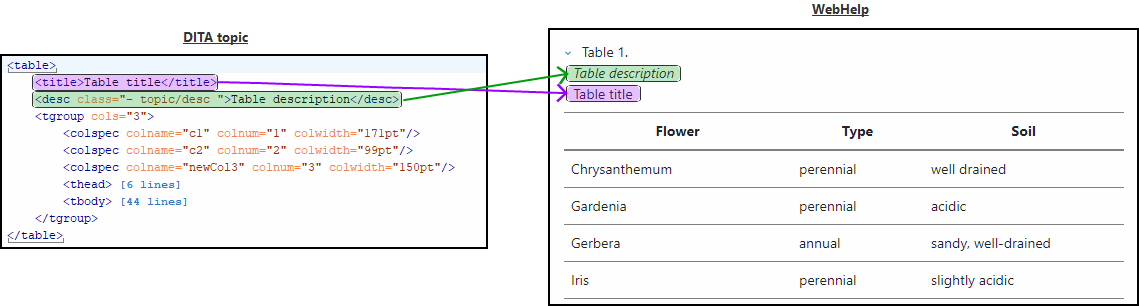 WebHelp
DITA topic
<table>
<title>Table title</title>
<desc class="- topic/desc ">Table description</desc>
<tgroup cols="3">
<colspec colname="c1" colnum="1" colwidth="171pt"/>
<colspec colname="c2" colnum="2" colwidth="99pt"/>
<colspec colname="newCol3" colnum="3" colwidth="150pt"/>
<thead> [6 lines]
<tbody> [44 lines]
</tgroup>
</table>
Table 1.
Table description
Table title
Flower Type Soil
Chrysanthemum perennial well drained
Gardenia perennial acidic
Gerbera annual sandy, well-drained
Iris perennial slightly acidic